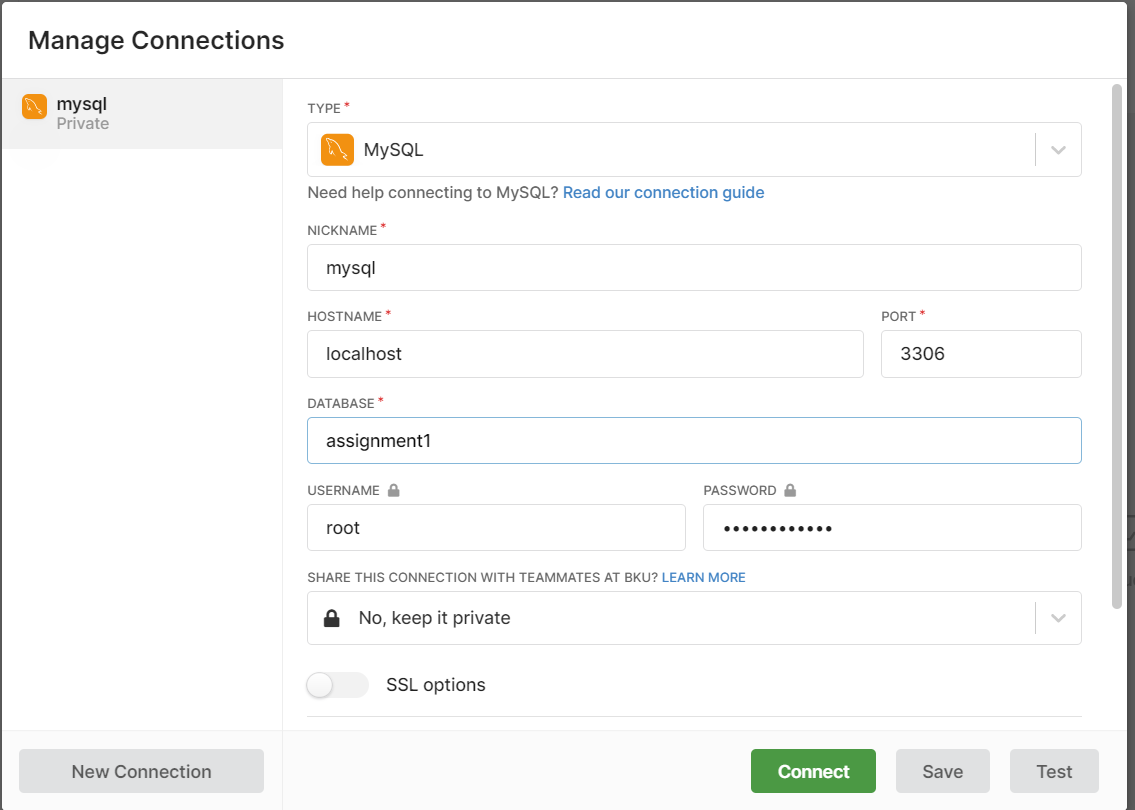 Manage Connections
mysql
Private
TYPE *
MySQL
Need help connecting to MySQL? Read our connection guide
NICKNAME *
mysql
HOSTNAME *
PORT *
localhost
3306
DATABASE *
assignment1
USERNAME
PASSWORD
root
••••••••••••
SHARE THIS CONNECTION WITH TEAMMATES AT BKU? LEARN MORE
No, keep it private
SSL options
New Connection
Connect
Save
Test